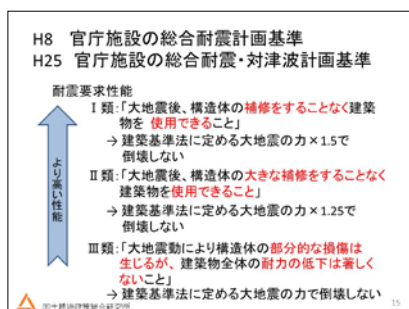 H8 官庁施設の総合耐震計画基準
H25 官庁施設の総合耐震・対津波計画基準
耐震要求性能
Ⅰ類:「大地震後、構造体の補修をすることなく建築
物を 使用できること」
→ 建築基準法に定める大地震の力×1.5で
倒壊しない
Ⅱ類:「大地震後、構造体の大きな補修をすることなく
建築物を使用できること」
→ 建築基準法に定める大地震の力×1.25で
倒壊しない
Ⅲ類:「大地震動により構造体の部分的な損傷は
生じるが、建築物全体の耐力の低下は著しく
ないこと」
→ 建築基準法に定める大地震の力で倒壊しない
より高い性能
国土技術政策総合研究所
15